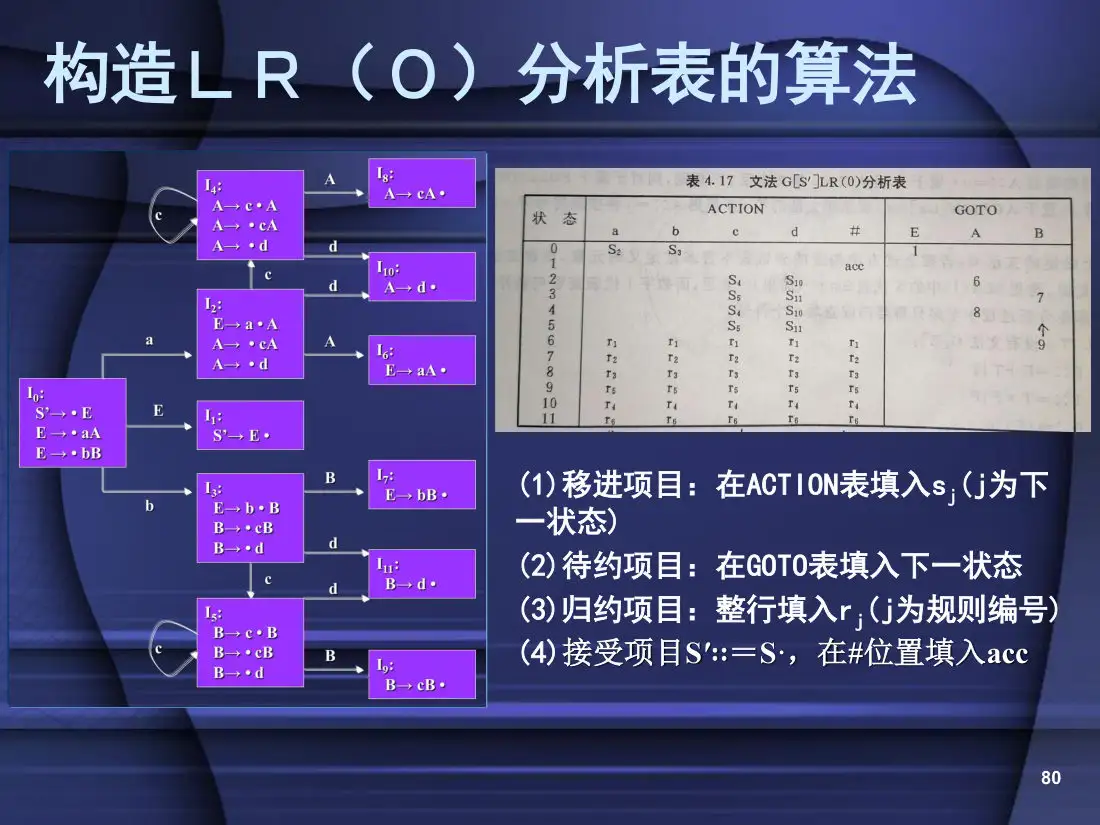 构造LR（0）分析表的算法
I4:
A→ c • A
A→ • cA
A→ • d
c
A
I8:
A→ cA •
d
I10:
A→ d •
c
d
I2:
E→ a • A
A→ • cA
A→ • d
a
A
I6:
E→ aA •
I0:
S’→ • E
E → • aA
E → • bB
E
I1:
S’→ E •
b
I3:
E→ b • B
B→ • cB
B→ • d
B
I7:
E→ bB •
d
I11:
B→ d •
c
d
I5:
B→ c • B
B→ • cB
B→ • d
c
B
I9:
B→ cB •
表 4.17 文法 G[S′]LR(0)分析表
状 态 ACTION GOTO
a b c d # E A B
0 S2 S3 1
1 acc
2 S4 S10 6
3 S5 S11 7
4 S4 S10 8
5 S5 S11 9
6 r1 r1 r1 r1 r1
7 r2 r2 r2 r2 r2
8 r3 r3 r3 r3 r3
9 r5 r5 r5 r5 r5
10 r4 r4 r4 r4 r4
11 r6 r6 r6 r6 r6
(1)移进项目：在ACTION表填入sj(j为下
一状态)
(2)待约项目：在GOTO表填入下一状态
(3)归约项目：整行填入rj(j为规则编号)
(4)接受项目S′::＝S·，在#位置填入acc
80